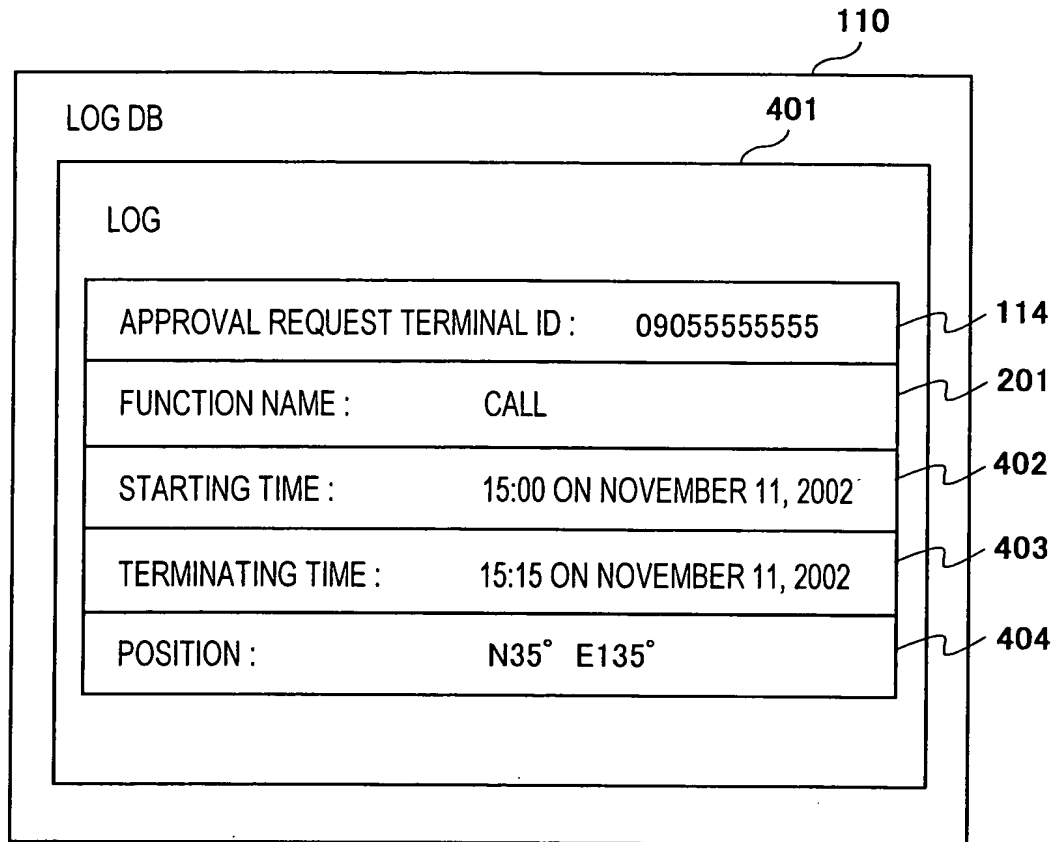 110
LOG DB
401
LOG
APPROVAL REQUEST TERMINAL ID : 09055555555
114
FUNCTION NAME : CALL
201
STARTING TIME : 15:00 ON NOVEMBER 11, 2002
402
TERMINATING TIME : 15:15 ON NOVEMBER 11, 2002
403
POSITION : N35° E135°
404